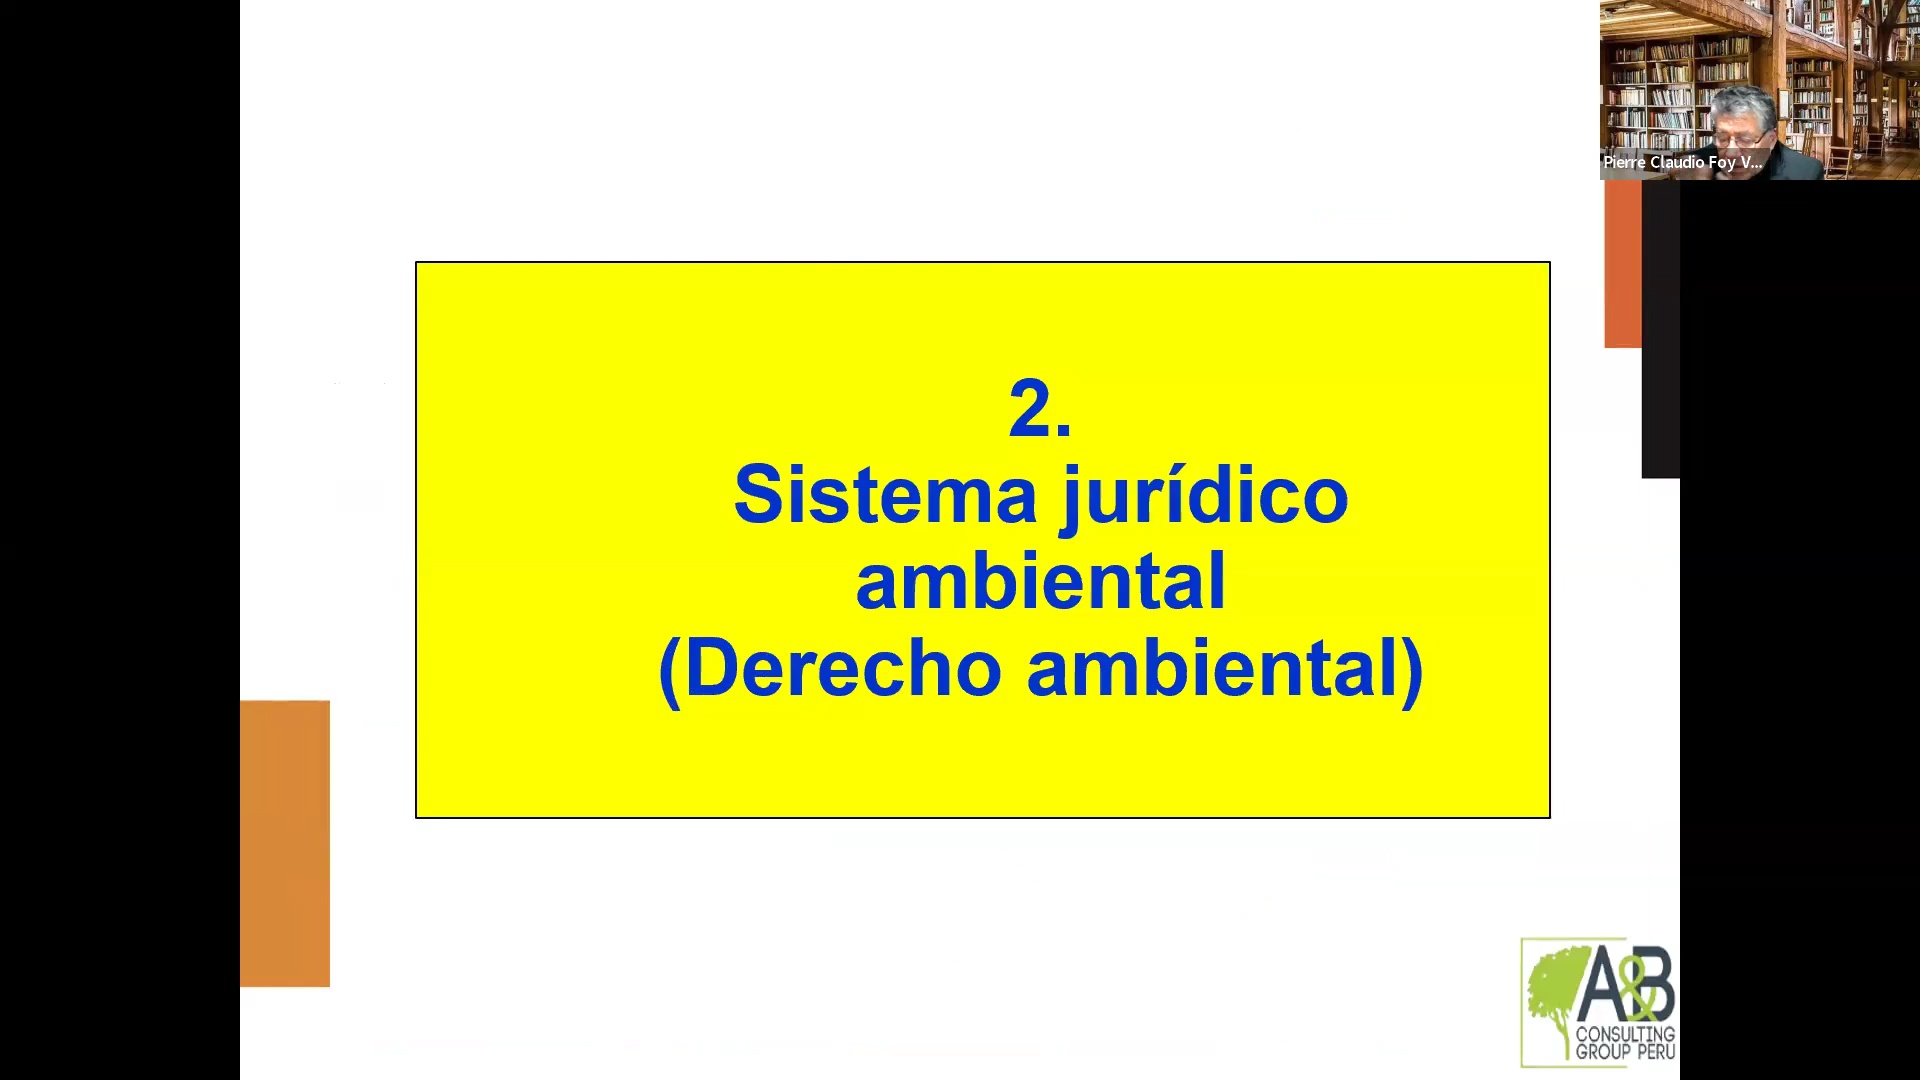 Pierre Claudio Foy V...
2.
Sistema jurídico
ambiental
(Derecho ambiental)
A&B
CONSULTING
GROUP PERU